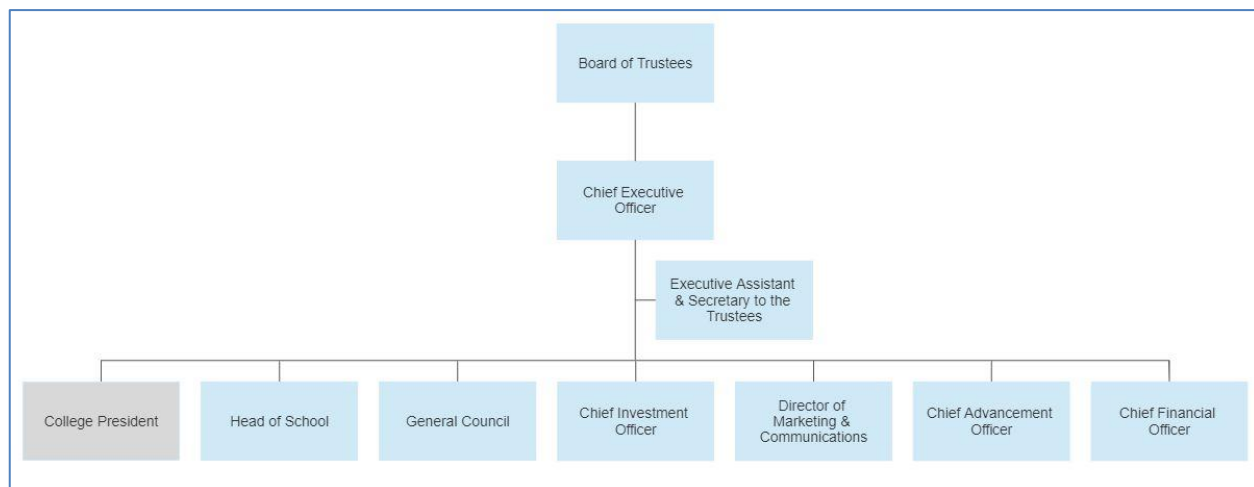 Board of Trustees
Chief Executive
Officer
Executive Assistant
& Secretary to the
Trustees
College President
Head of School
General Council
Chief Investment
Officer
Director of
Marketing &
Communications
Chief Advancement
Officer
Chief Financial
Officer